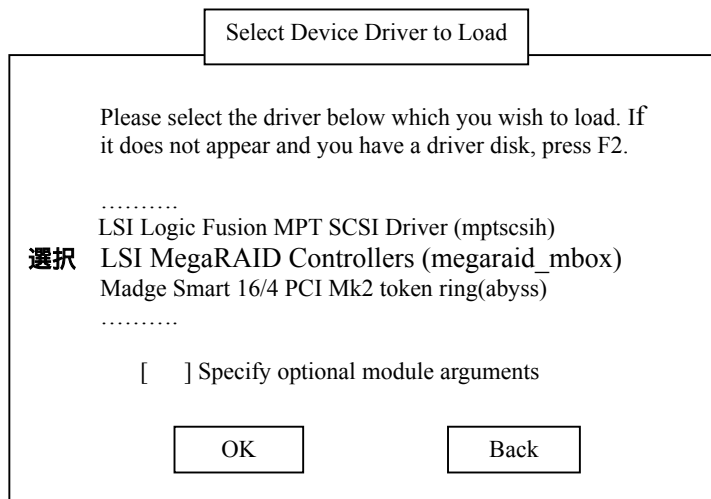 Select Device Driver to Load
Please select the driver below which you wish to load. If
it does not appear and you have a driver disk, press F2.
……….
LSI Logic Fusion MPT SCSI Driver (mptscsih)
選択 LSI MegaRAID Controllers (megaraid_mbox)
Madge Smart 16/4 PCI Mk2 token ring(abyss)
……….
[ ] Specify optional module arguments
OK Back